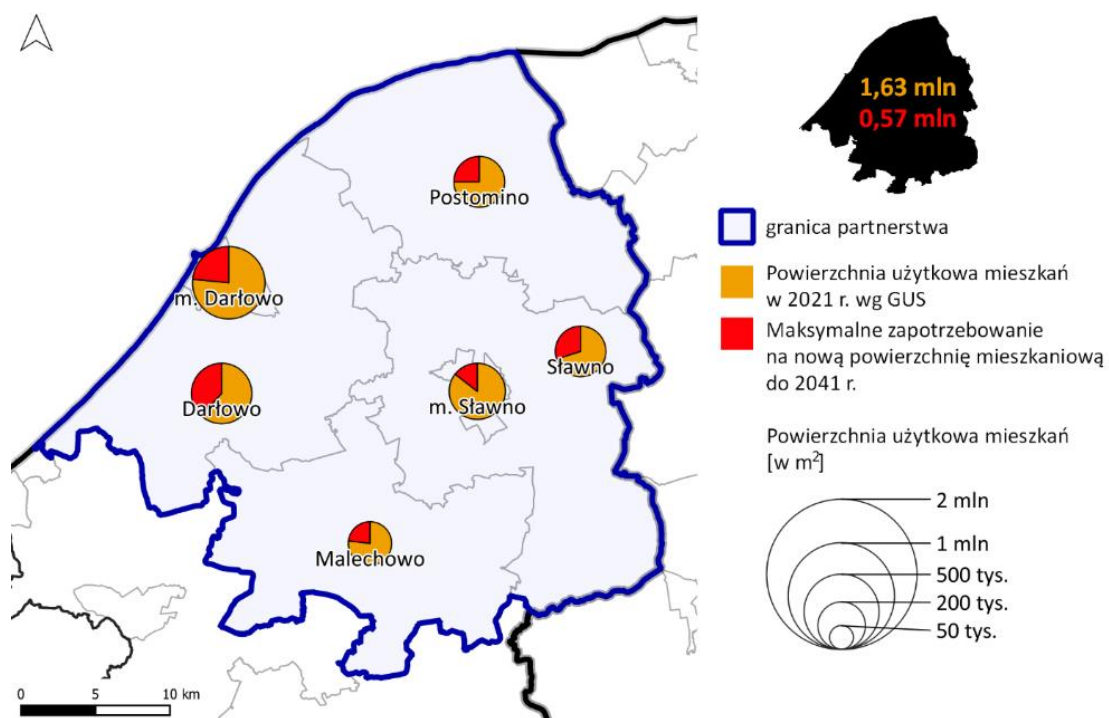 1,63 mln
0,57 mln
Postomino
m. Darłowo
Sławno
Darłowo
m. Sławno
Malechowo
0 5 10 km
granica partnerstwa
Powierzchnia użytkowa mieszkań
w 2021 r. wg GUS
Maksymalne zapotrzebowanie
na nową powierzchnię mieszkaniową
do 2041 r.
Powierzchnia użytkowa mieszkań
[w m²]
2 mln
1 mln
500 tys.
200 tys.
50 tys.